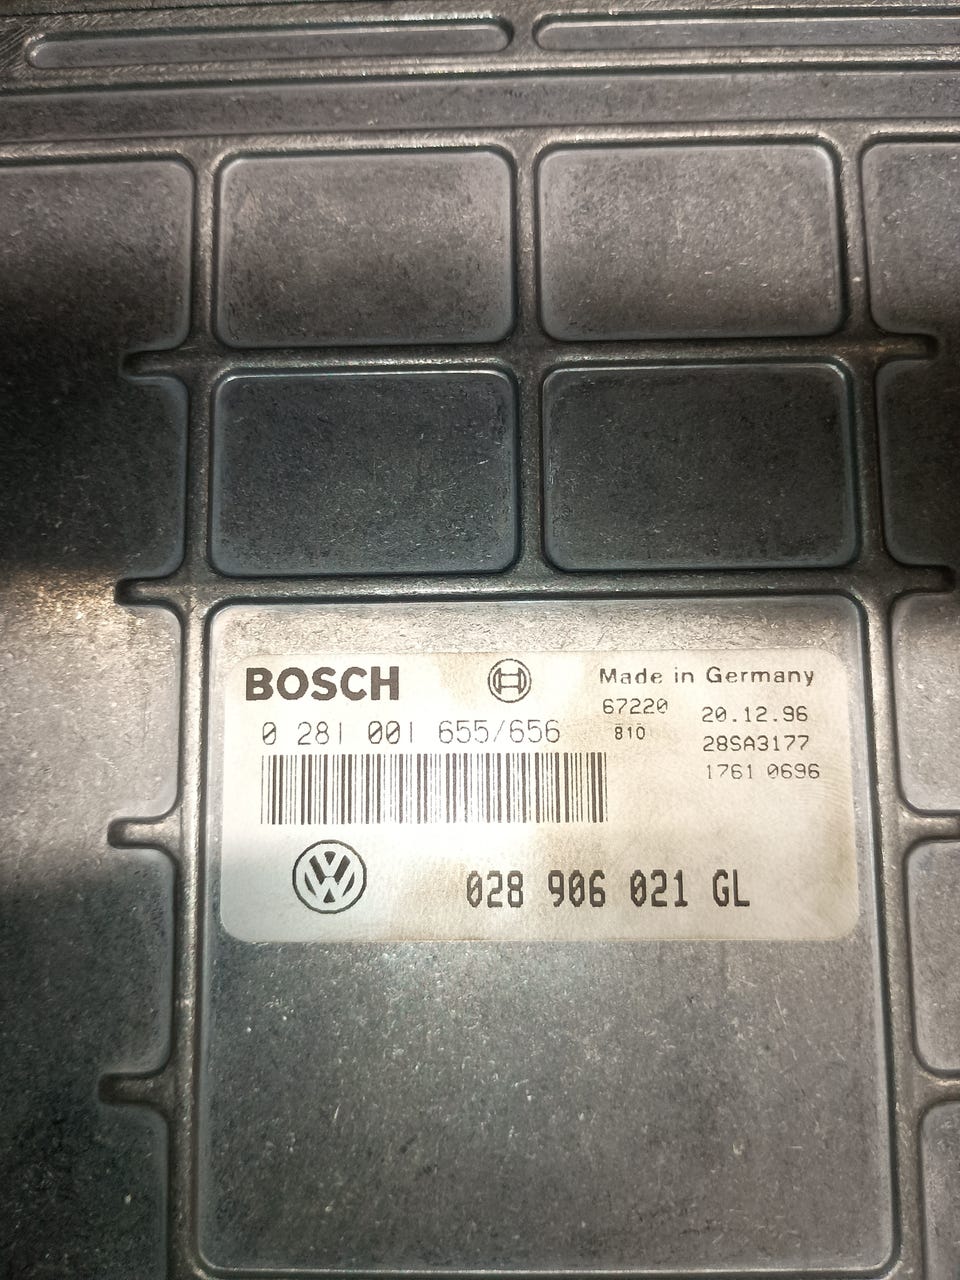 BOSCH
Made in Germany
67220
20.12.96
0 281 001 655/656
810
28SA3177
1761 0696
VW
028 906 021 GL